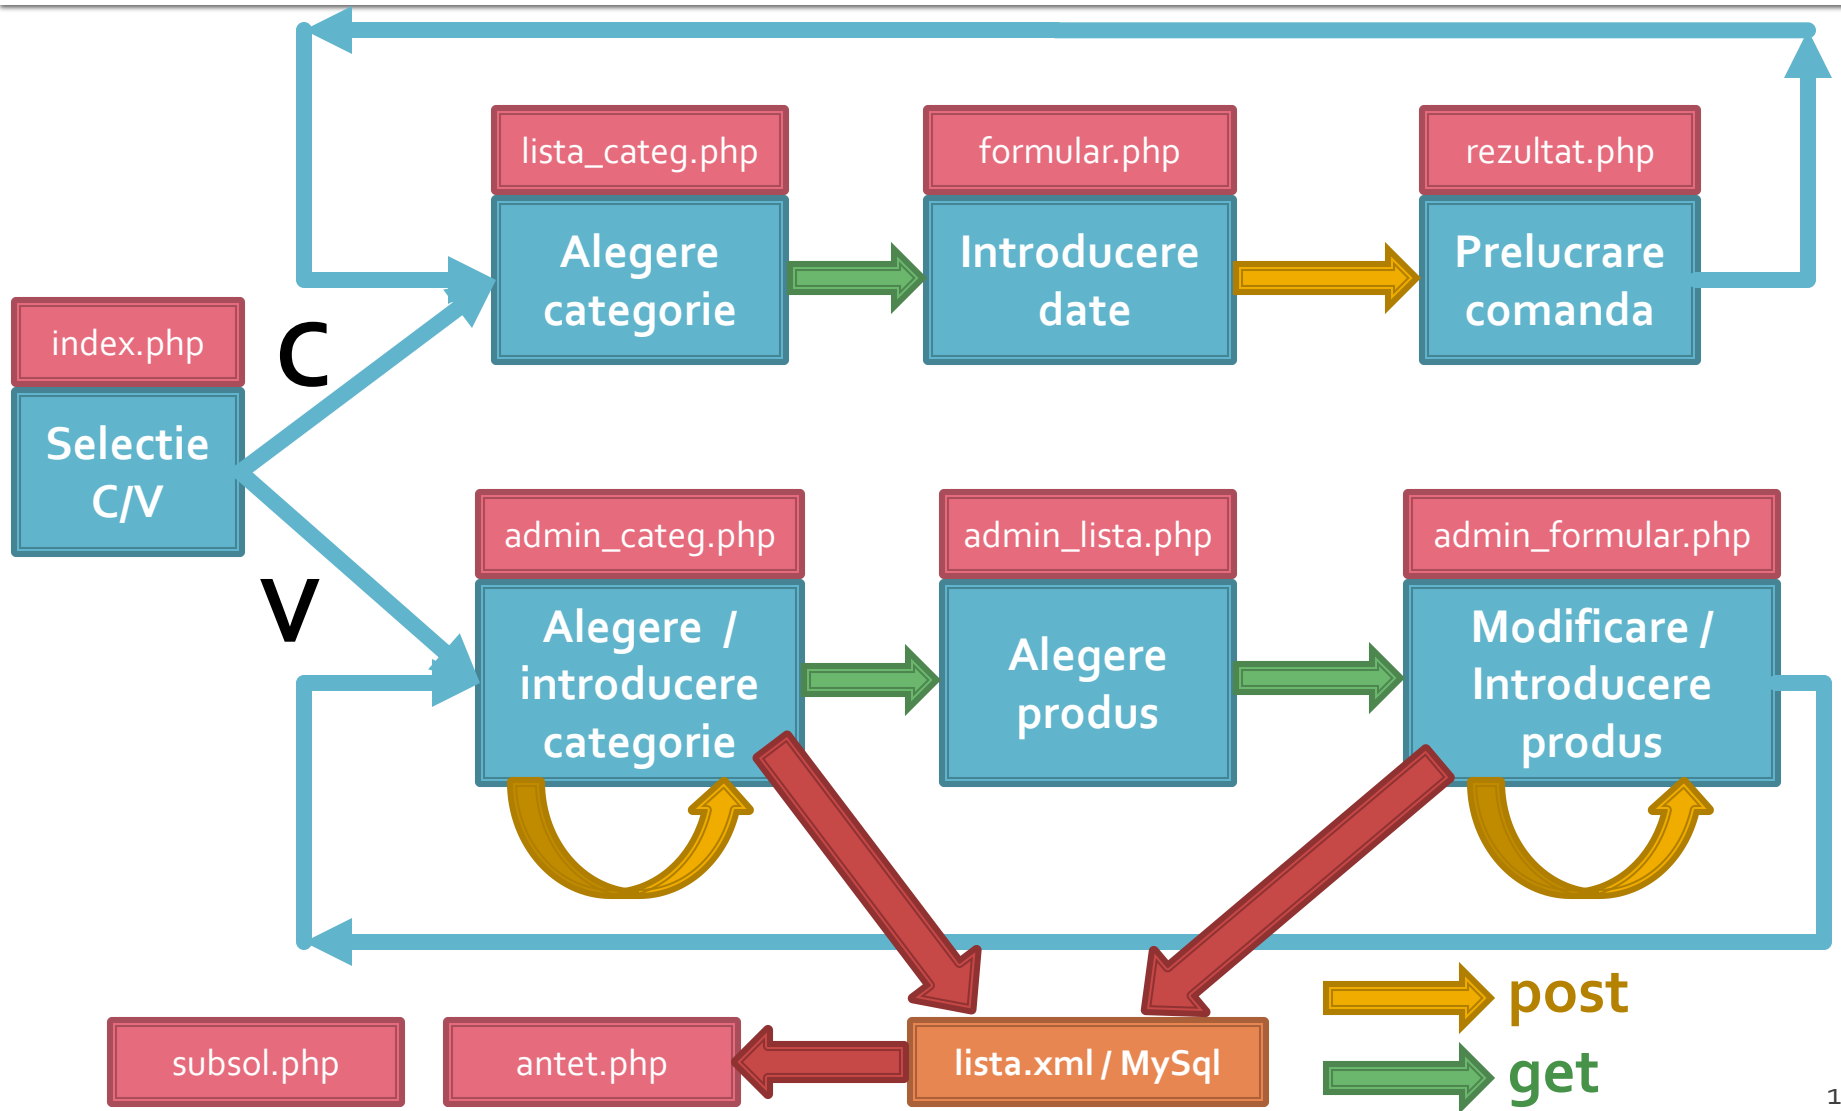 lista_categ.php
formular.php
rezultat.php
Alegere
categorie
Introducere
date
Prelucrare
comanda
index.php
C
Selectie
C/V
V
admin_categ.php
admin_lista.php
admin_formular.php
Alegere /
introducere
categorie
Alegere
produs
Modificare /
Introducere
produs
post
get
subsol.php
antet.php
lista.xml / MySql
1